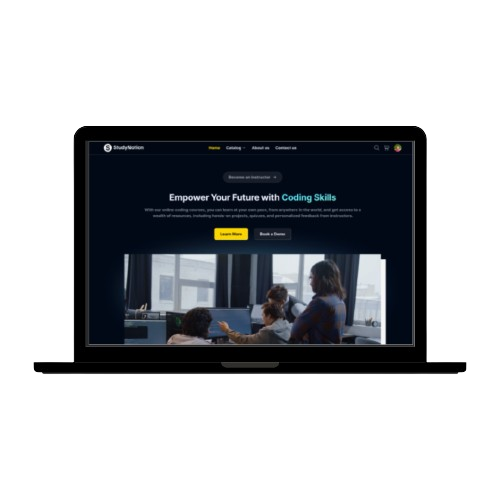 S StudyNotion Home Catalog About us Contact us
Become an Instructor
Empower Your Future with Coding Skills
With our online coding courses, you can learn at your own pace, from anywhere in the world, and get access to a
wealth of resources, including hands-on projects, quizzes, and personalized feedback from instructors.
Learn More Book a Demo